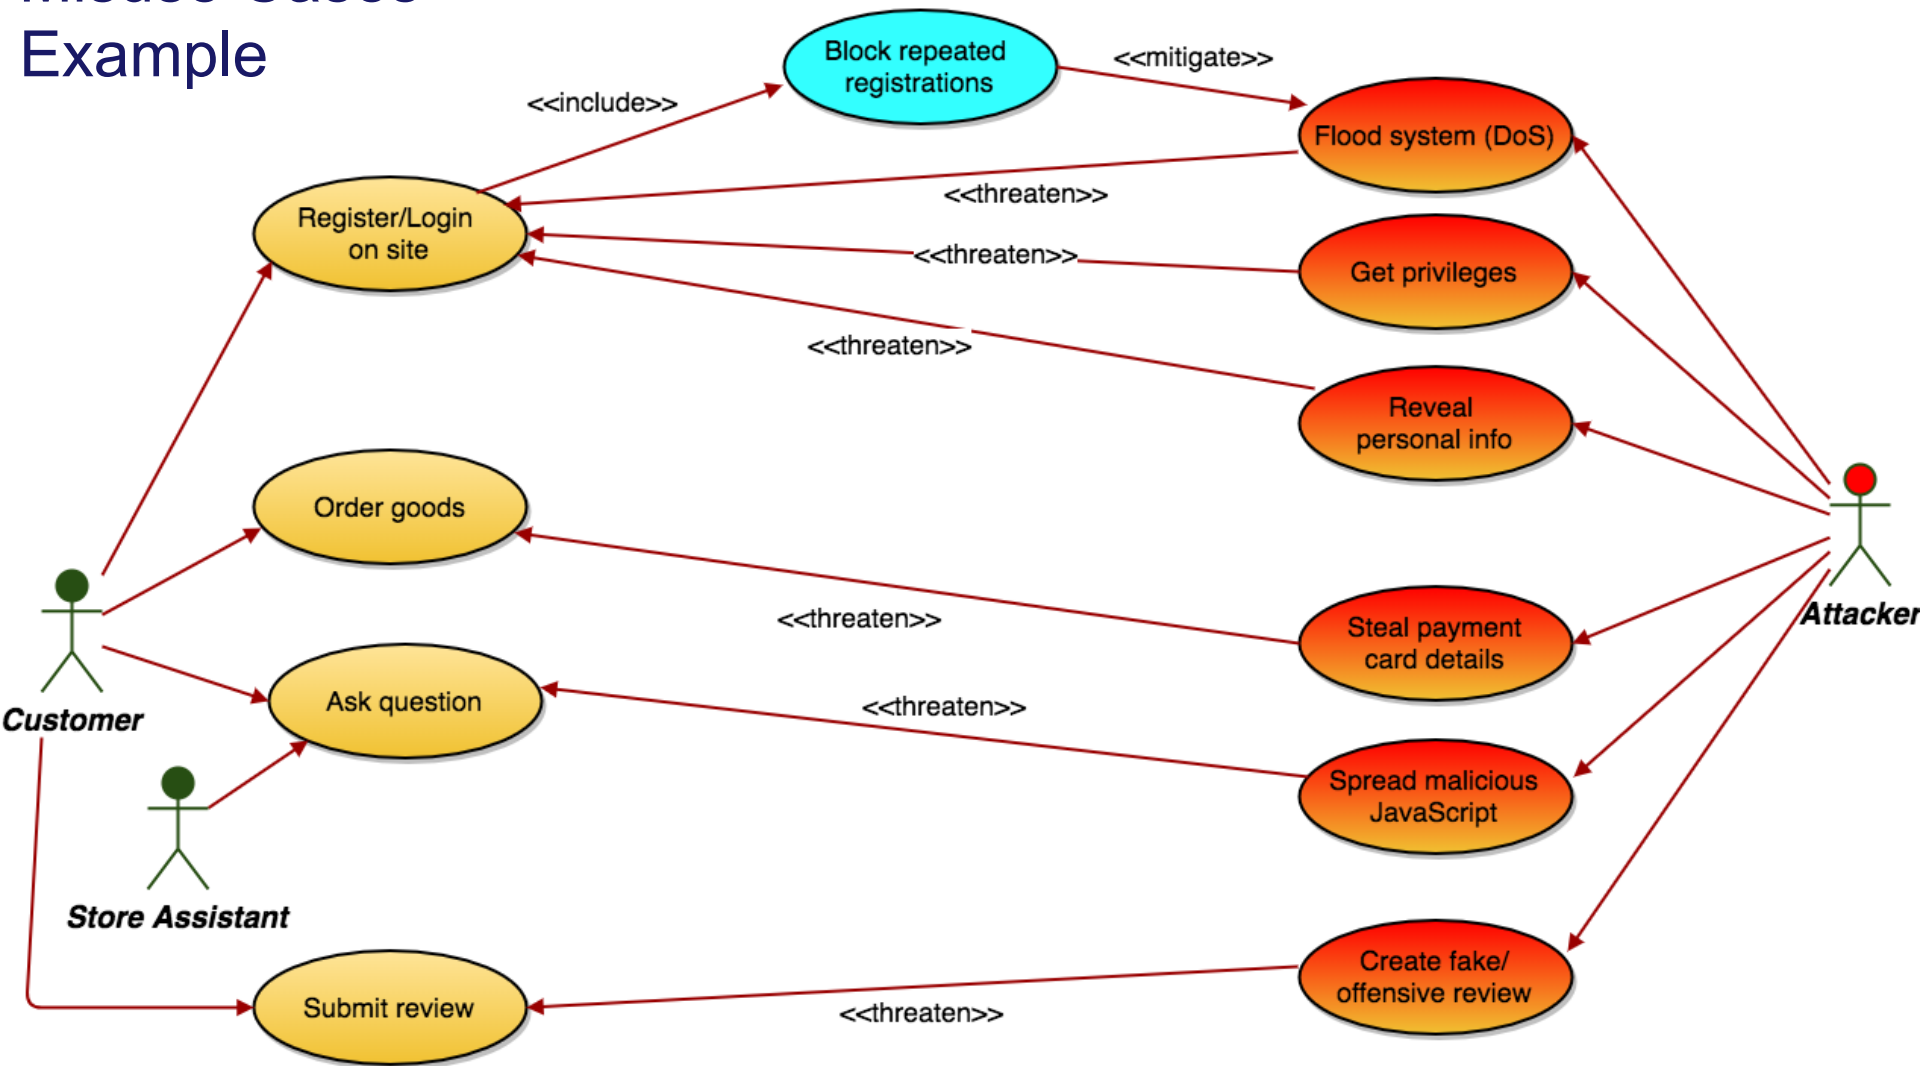 Example
Block repeated
registrations
<<mitigate>>
<<include>>
Flood system (DoS)
<<threaten>>
Register/Login
on site
<<threaten>>
Get privileges
<<threaten>>
Reveal
personal info
Order goods
Attacker
<<threaten>>
Steal payment
card details
Ask question
<<threaten>>
Customer
Spread malicious
JavaScript
Store Assistant
Create fake/
offensive review
Submit review
<<threaten>>